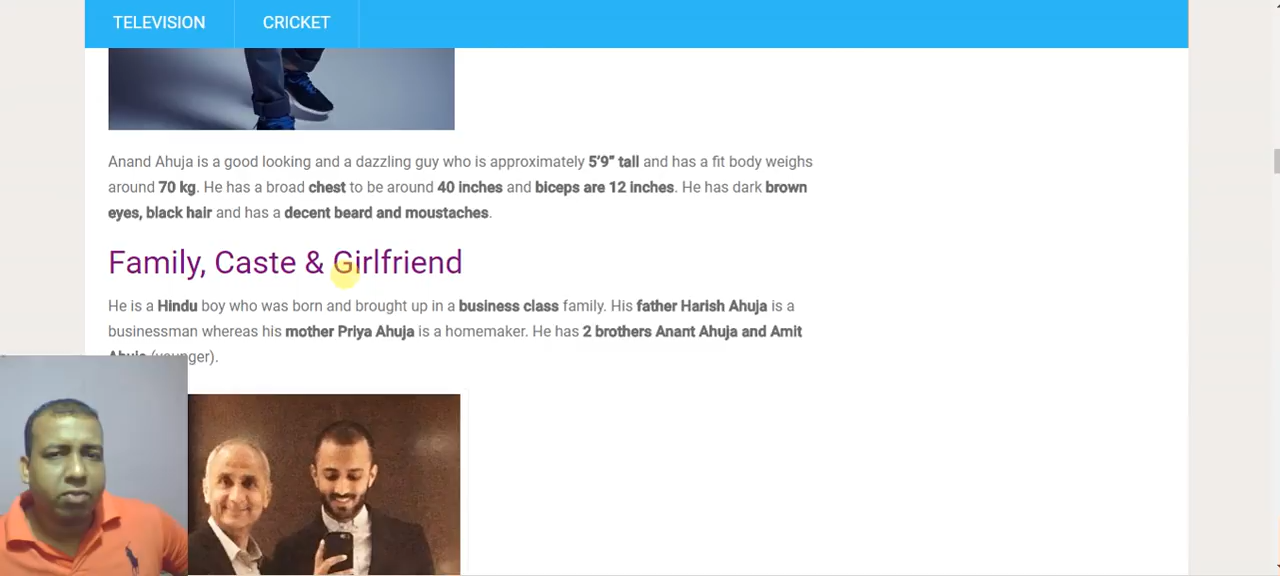 TELEVISION CRICKET
Anand Ahuja is a good looking and a dazzling guy who is approximately 5’9” tall and has a fit body weighs
around 70 kg. He has a broad chest to be around 40 inches and biceps are 12 inches. He has dark brown
eyes, black hair and has a decent beard and moustaches.
Family, Caste & Girlfriend
He is a Hindu boy who was born and brought up in a business class family. His father Harish Ahuja is a
businessman whereas his mother Priya Ahuja is a homemaker. He has 2 brothers Anant Ahuja and Amit
Ahuja (younger).